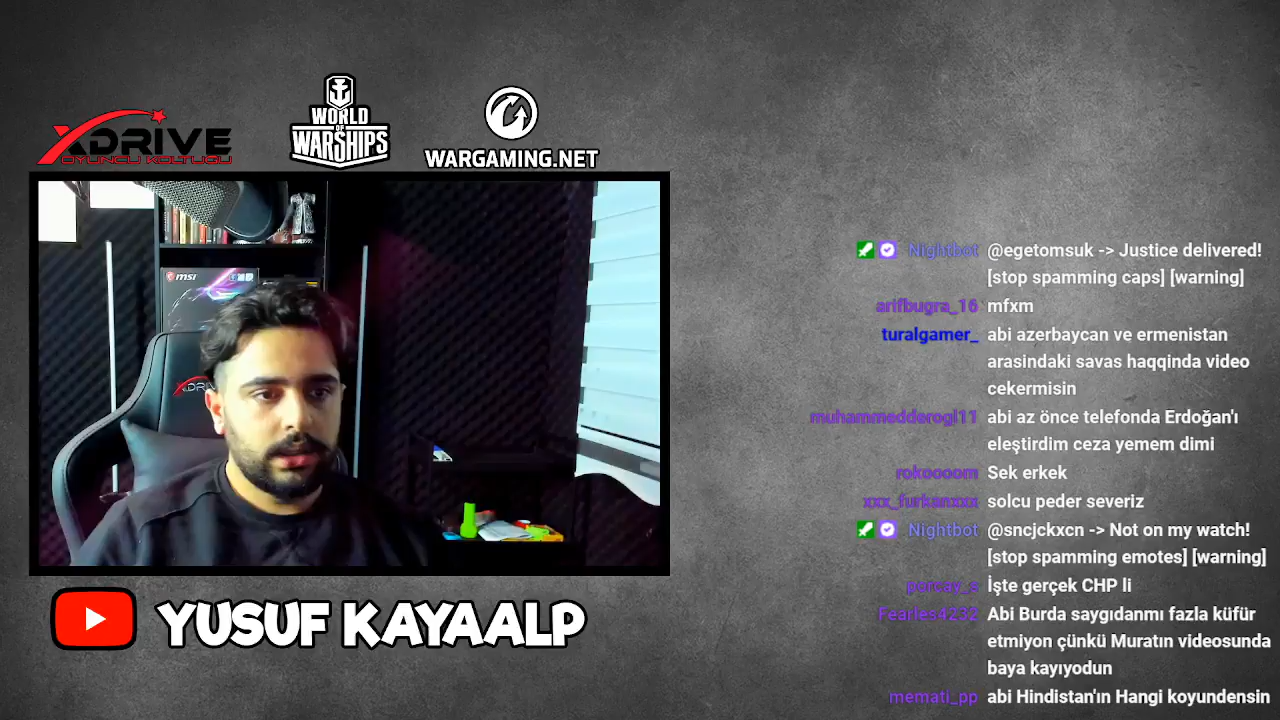 XDRIVE
OYUNCU KOLTUĞU
WORLD
OF
WARSHIPS
WARGAMING.NET
msi
XDRIVE
YUSUF KAYAALP
Nightbot @egetomsuk -> Justice delivered!
[stop spamming caps] [warning]
arifbugra_16 mfxm
turalgamer_ abi azerbaycan ve ermenistan
arasindaki savas haqqinda video
cekermisin
muhammedderogl11 abi az önce telefonda Erdoğan'ı
eleştirdim ceza yemem dimi
rokoooom Sek erkek
xxx_furkanxxx solcu peder severiz
Nightbot @sncjckxcn -> Not on my watch!
[stop spamming emotes] [warning]
porcay_s İşte gerçek CHP li
Fearles4232 Abi Burda saygıdanmı fazla küfür
etmiyon çünkü Muratın videosunda
baya kayıyodun
memati_pp abi Hindistan'ın Hangi koyundensin